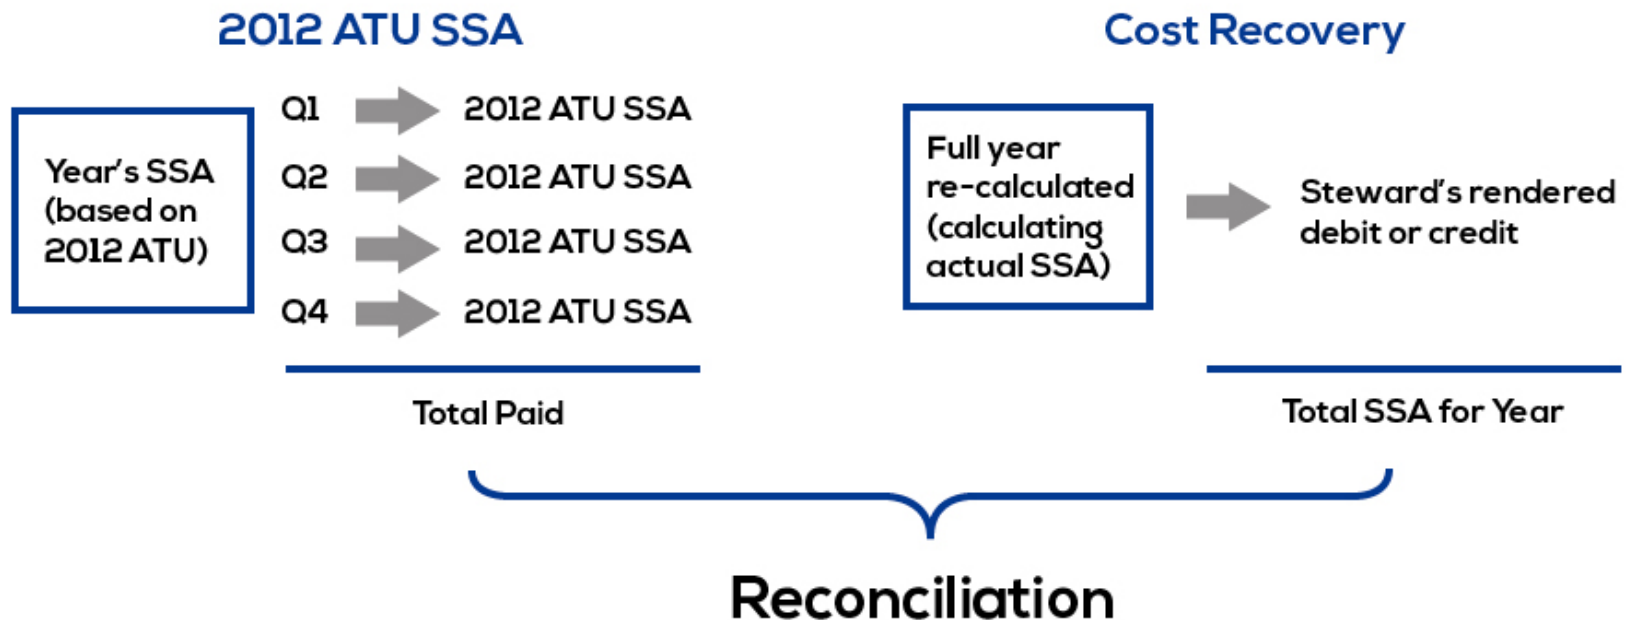 2012 ATU SSA
Year's SSA
(based on
2012 ATU)
Q1 2012 ATU SSA
Q2 2012 ATU SSA
Q3 2012 ATU SSA
Q4 2012 ATU SSA
Total Paid
Cost Recovery
Full year
re-calculated
(calculating
actual SSA)
Steward's rendered
debit or credit
Total SSA for Year
Reconciliation